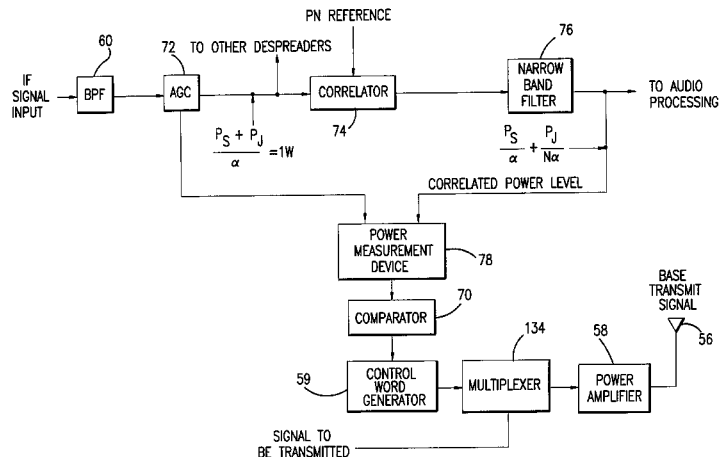 PN REFERENCE
60
72
TO OTHER DESPREADERS
76
IF
SIGNAL
INPUT
BPF
AGC
CORRELATOR
NARROW
BAND
FILTER
TO AUDIO
PROCESSING
74
P_S + P_J
α
=1W
P_S
α
+
P_J
Nα
CORRELATED POWER LEVEL
POWER
MEASUREMENT
DEVICE
78
COMPARATOR
70
BASE
TRANSMIT
SIGNAL
56
134
58
59
CONTROL
WORD
GENERATOR
MULTIPLEXER
POWER
AMPLIFIER
SIGNAL TO
BE TRANSMITTED